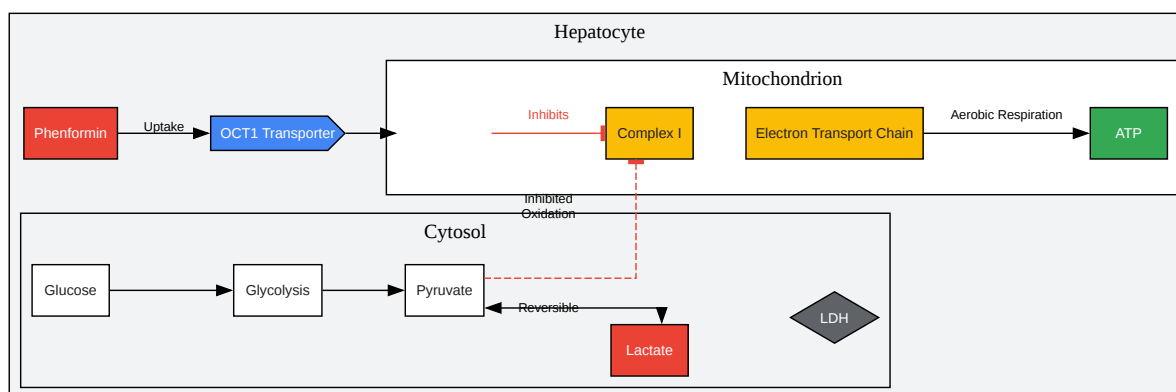 Hepatocyte
Mitochondrion
Phenformin
Uptake
OCT1 Transporter
Inhibits
Complex I
Electron Transport Chain
Aerobic Respiration
ATP
Inhibited
Oxidation
Cytosol
Glucose
Glycolysis
Pyruvate
Reversible
Lactate
LDH